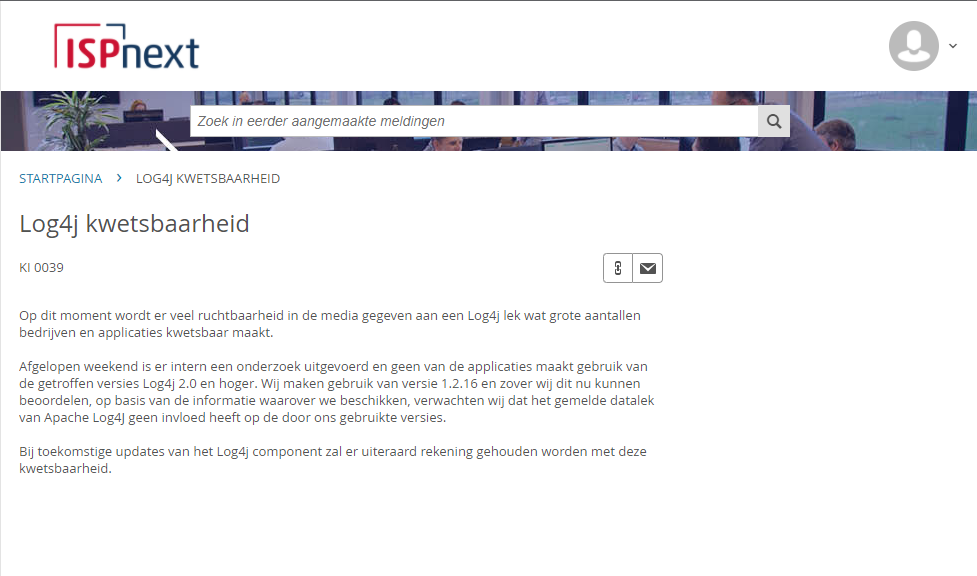 ISPnext
Zoek in eerder aangemaakte meldingen
STARTPAGINA > LOG4J KWETSBAARHEID
Log4j kwetsbaarheid
KI 0039
Op dit moment wordt er veel ruchtbaarheid in de media gegeven aan een Log4j lek wat grote aantallen
bedrijven en applicaties kwetsbaar maakt.
Afgelopen weekend is er intern een onderzoek uitgevoerd en geen van de applicaties maakt gebruik van
de getroffen versies Log4j 2.0 en hoger. Wij maken gebruik van versie 1.2.16 en zover wij dit nu kunnen
beoordelen, op basis van de informatie waarover we beschikken, verwachten wij dat het gemelde datalek
van Apache Log4J geen invloed heeft op de door ons gebruikte versies.
Bij toekomstige updates van het Log4j component zal er uiteraard rekening gehouden worden met deze
kwetsbaarheid.